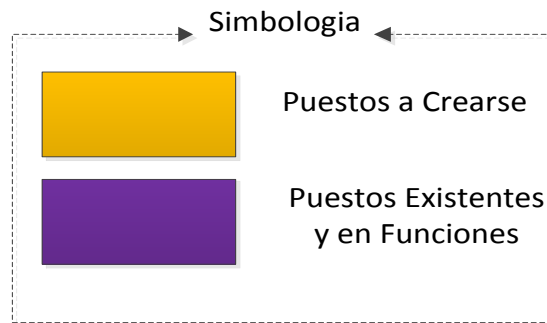 Simbologia
Puestos a Crearse
Puestos Existentes
y en Funciones